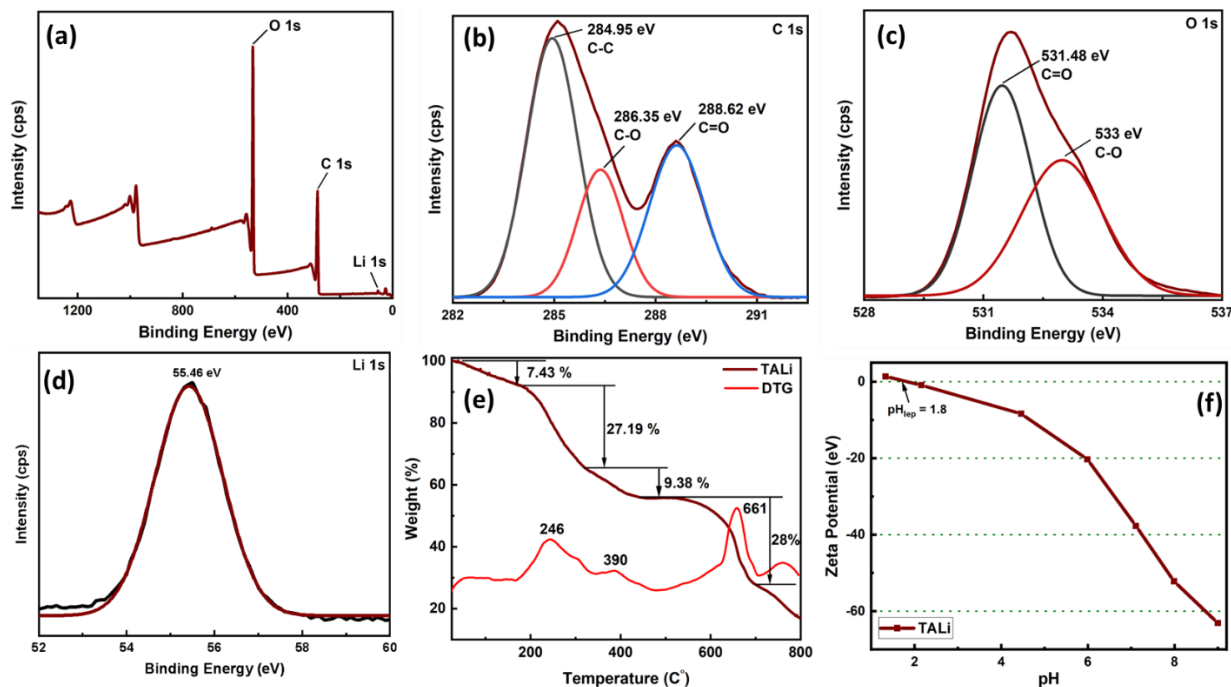 (a)
O 1s
C 1s
Li 1s
Intensity (cps)
1200
800
400
0
Binding Energy (eV)
(b)
C 1s
284.95 eV
C-C
286.35 eV
C-O
288.62 eV
C=O
Intensity (cps)
282
285
288
291
Binding Energy (eV)
(c)
O 1s
531.48 eV
C=O
533 eV
C-O
Intensity (cps)
528
531
534
537
Binding Energy (eV)
(d)
Li 1s
55.46 eV
Intensity (cps)
52
54
56
58
60
Binding Energy (eV)
(e)
TALi
DTG
7.43 %
27.19 %
9.38 %
28%
246
390
661
Weight (%)
100
80
60
40
20
200
400
600
800
Temperature (C°)
(f)
pHIep = 1.8
Zeta Potential (eV)
0
-20
-40
-60
TALi
2
4
6
8
pH